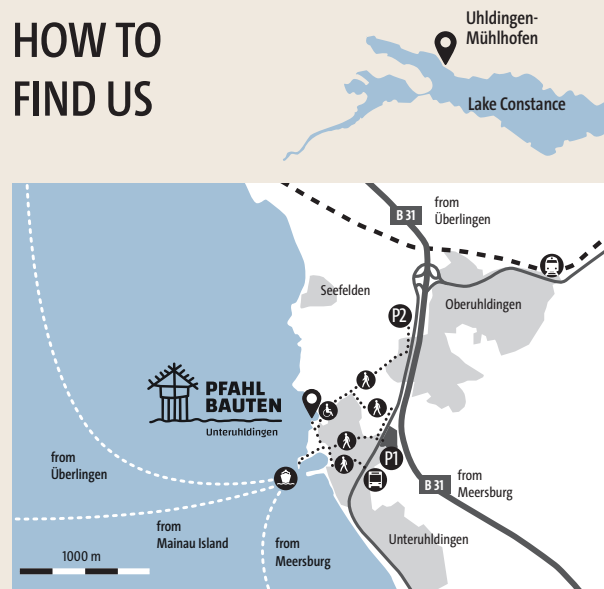 HOW TO
FIND US
Uhldingen-
Mühlhofen
Lake Constance
from
Überlingen
B 31
Seefelden
Oberuhldingen
P2
PFAHL
BAUTEN
Unteruhldingen
P1
from
Überlingen
from
Meersburg
B 31
from
Mainau Island
from
Meersburg
Unteruhldingen
1000 m